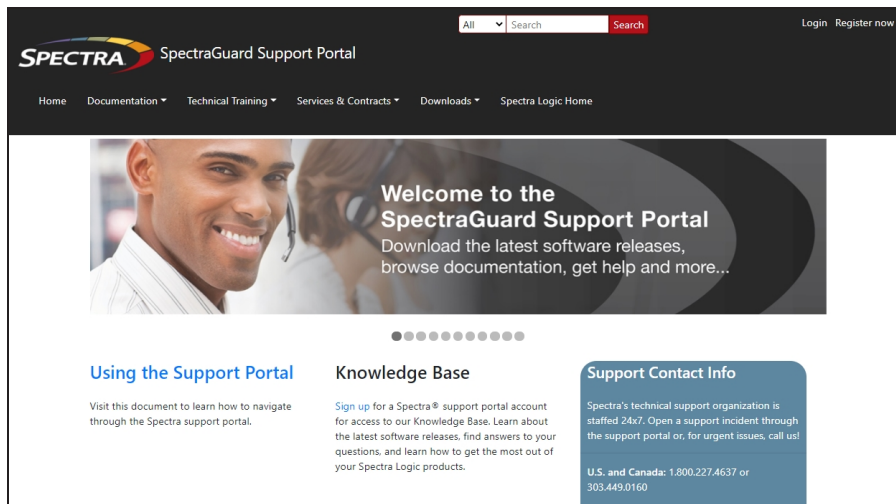 All Search Search Login Register now
SPECTRA SpectraGuard Support Portal
Home Documentation Technical Training Services & Contracts Downloads Spectra Logic Home
Welcome to the
SpectraGuard Support Portal
Download the latest software releases,
browse documentation, get help and more...
Using the Support Portal
Visit this document to learn how to navigate
through the Spectra support portal.
Knowledge Base
Sign up for a Spectra® support portal account
for access to our Knowledge Base. Learn about
the latest software releases, find answers to your
questions, and learn how to get the most out of
your Spectra Logic products.
Support Contact Info
Spectra's technical support organization is
staffed 24x7. Open a support incident through
the support portal or, for urgent issues, call us!
U.S. and Canada: 1.800.227.4637 or
303.449.0160